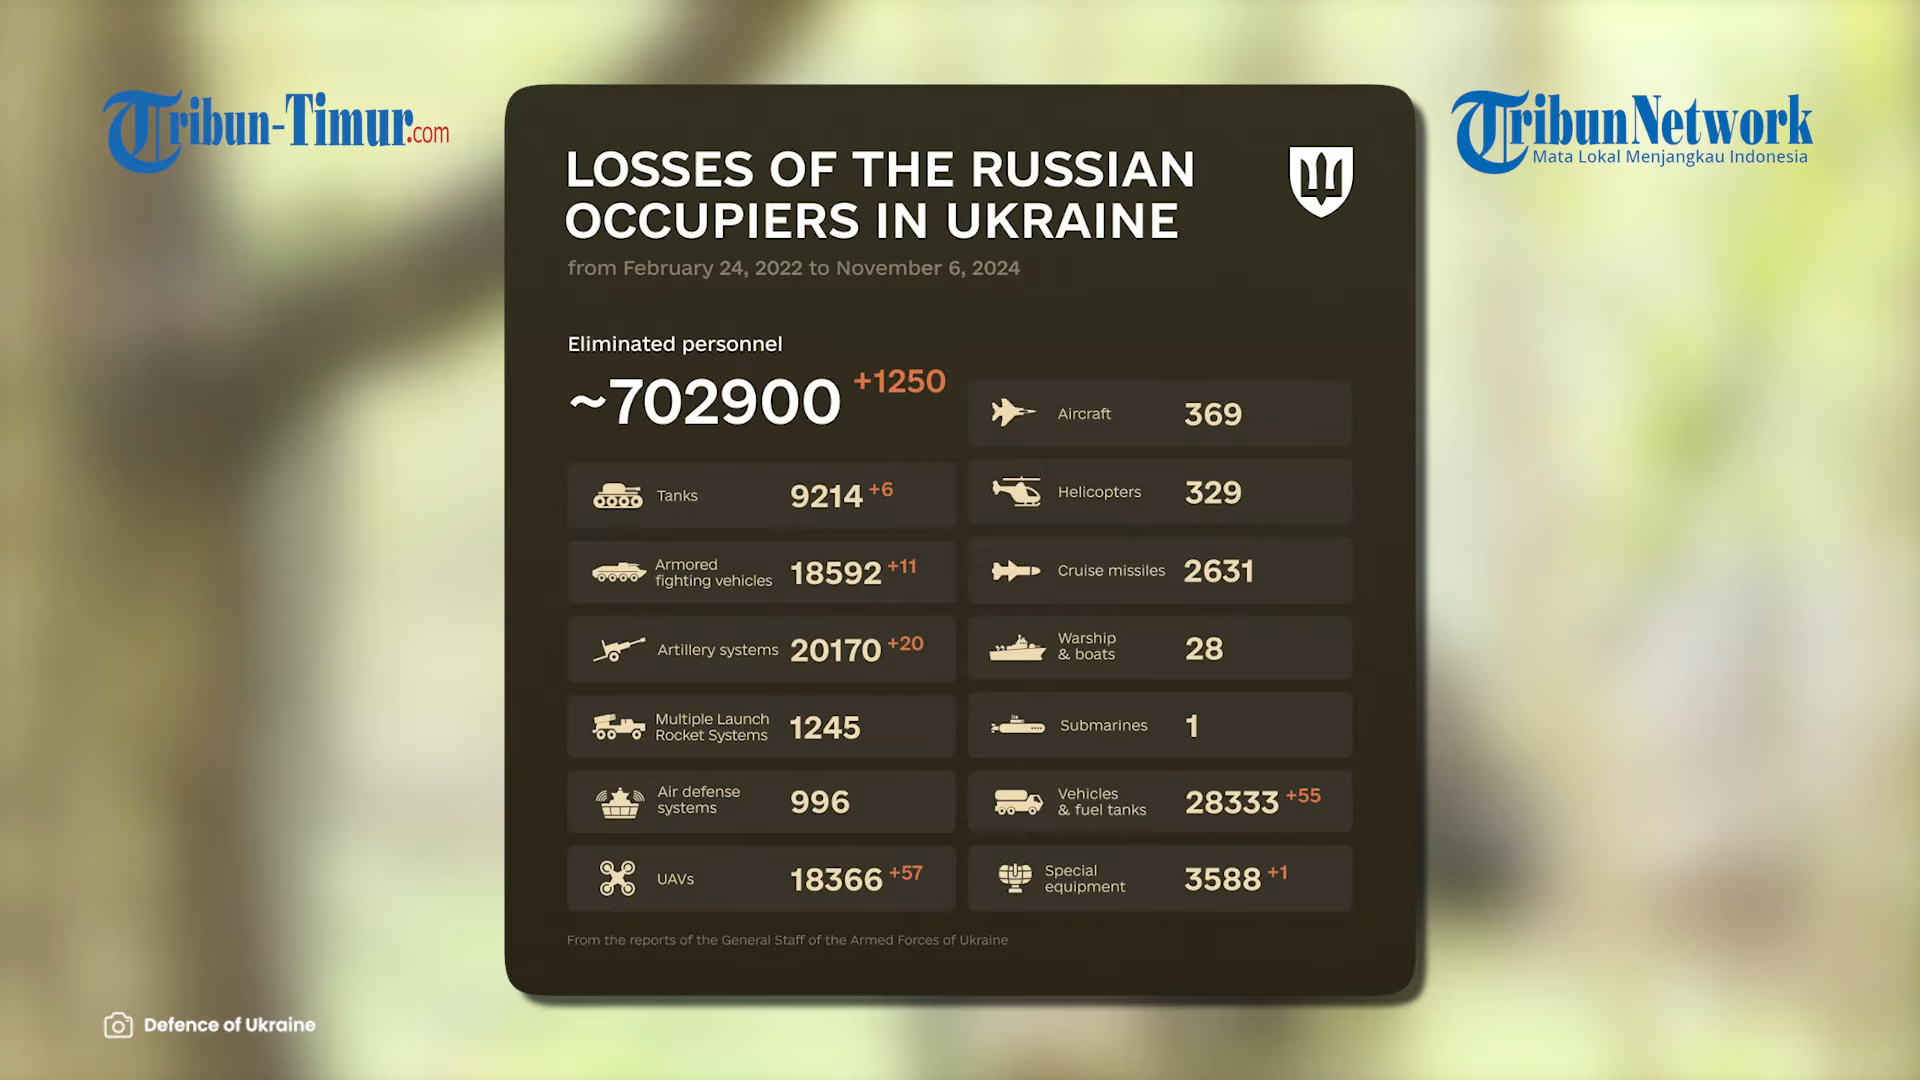 Tribun-Timur.com
TribunNetwork
Mata Lokal Menjangkau Indonesia
LOSSES OF THE RUSSIAN
OCCUPIERS IN UKRAINE
from February 24, 2022 to November 6, 2024
Eliminated personnel
~702900 +1250
Tanks 9214 +6
Armored
fighting vehicles 18592 +11
Artillery systems 20170 +20
Multiple Launch
Rocket Systems 1245
Air defense
systems 996
UAVs 18366 +57
Aircraft 369
Helicopters 329
Cruise missiles 2631
Warship
& boats 28
Submarines 1
Vehicles
& fuel tanks 28333 +55
Special
equipment 3588 +1
From the reports of the General Staff of the Armed Forces of Ukraine
Defence of Ukraine